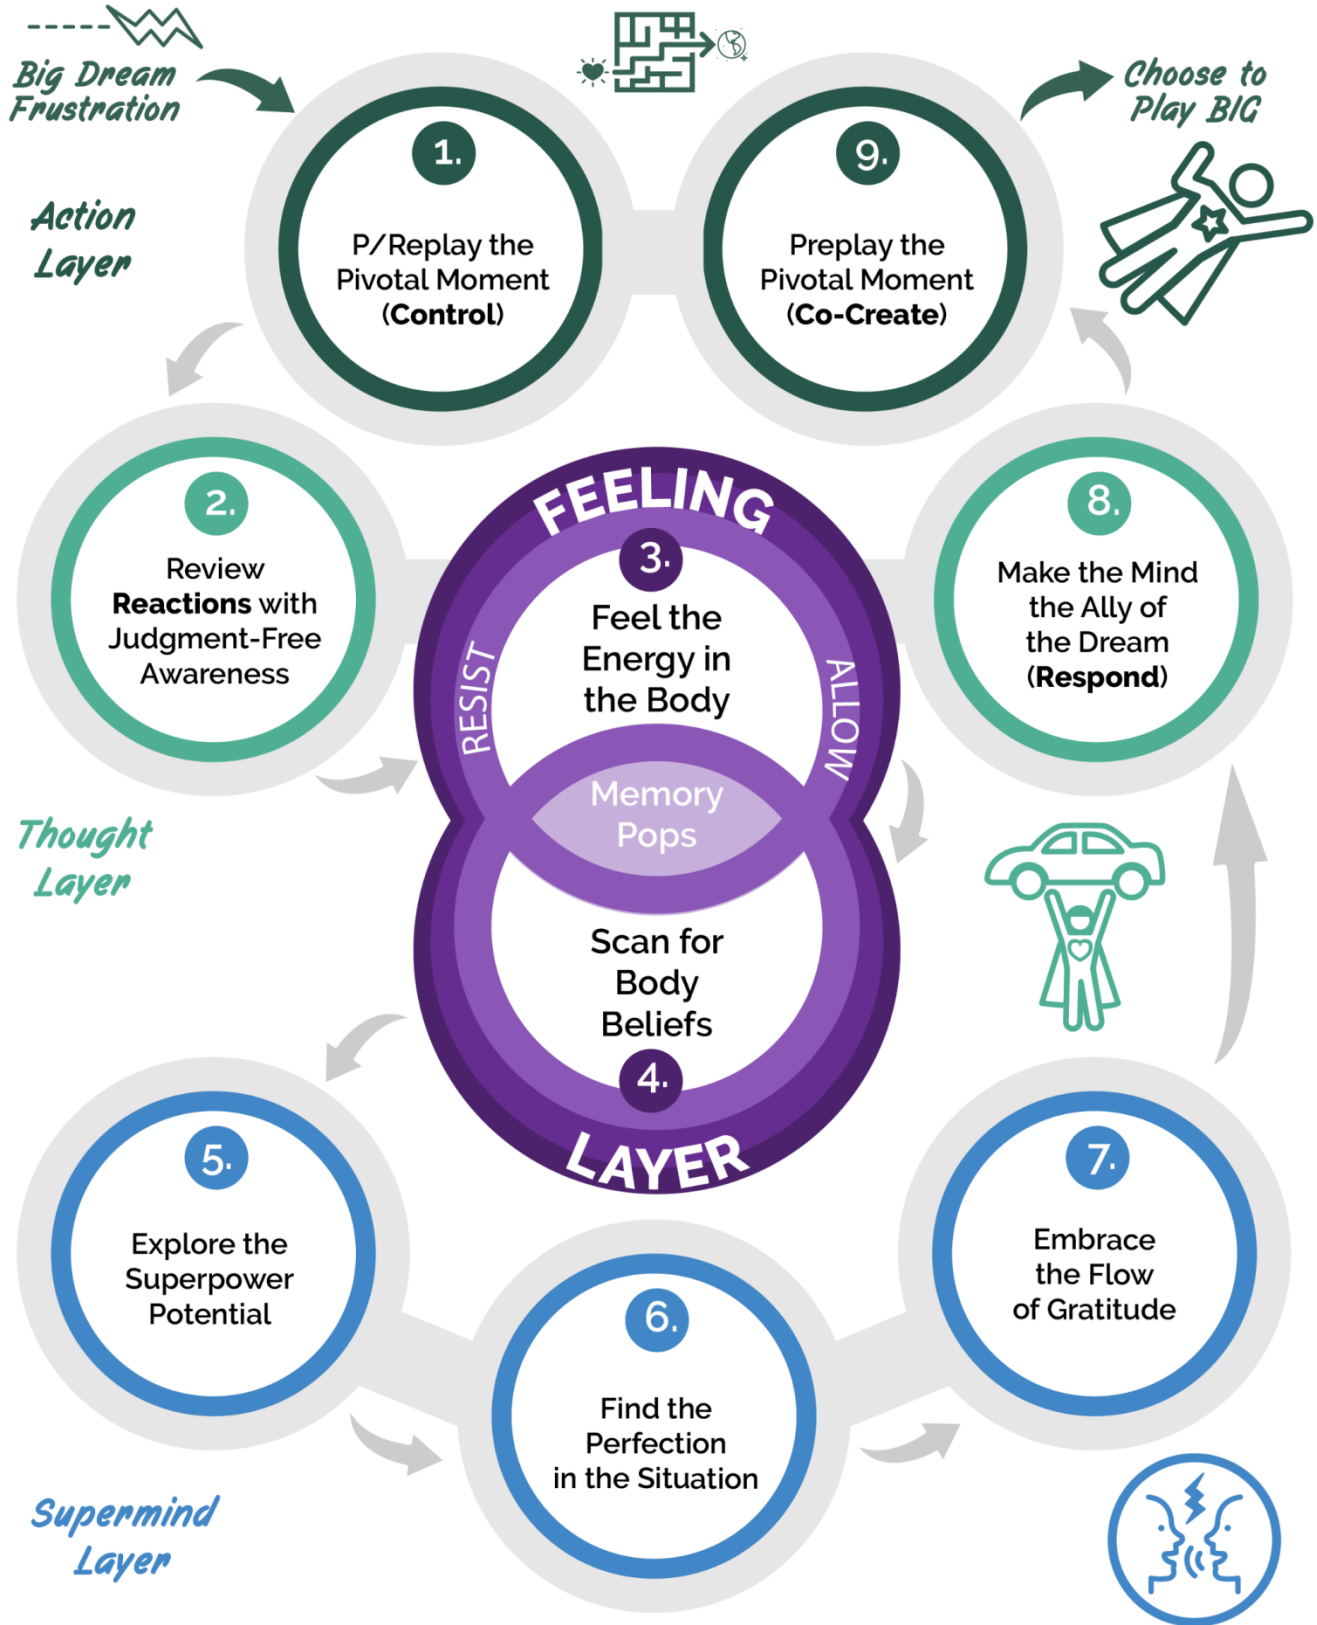 Big Dream
Frustration
Choose to
Play BIG
Action
Layer
1.
P/Replay the
Pivotal Moment
(Control)
9.
Preplay the
Pivotal Moment
(Co-Create)
2.
Review
Reactions with
Judgment-Free
Awareness
FEELING
3.
Feel the
Energy in
the Body
RESIST
ALLOW
Memory
Pops
Scan for
Body
Beliefs
4.
LAYER
8.
Make the Mind
the Ally of
the Dream
(Respond)
Thought
Layer
5.
Explore the
Superpower
Potential
6.
Find the
Perfection
in the Situation
7.
Embrace
the Flow
of Gratitude
Supermind
Layer